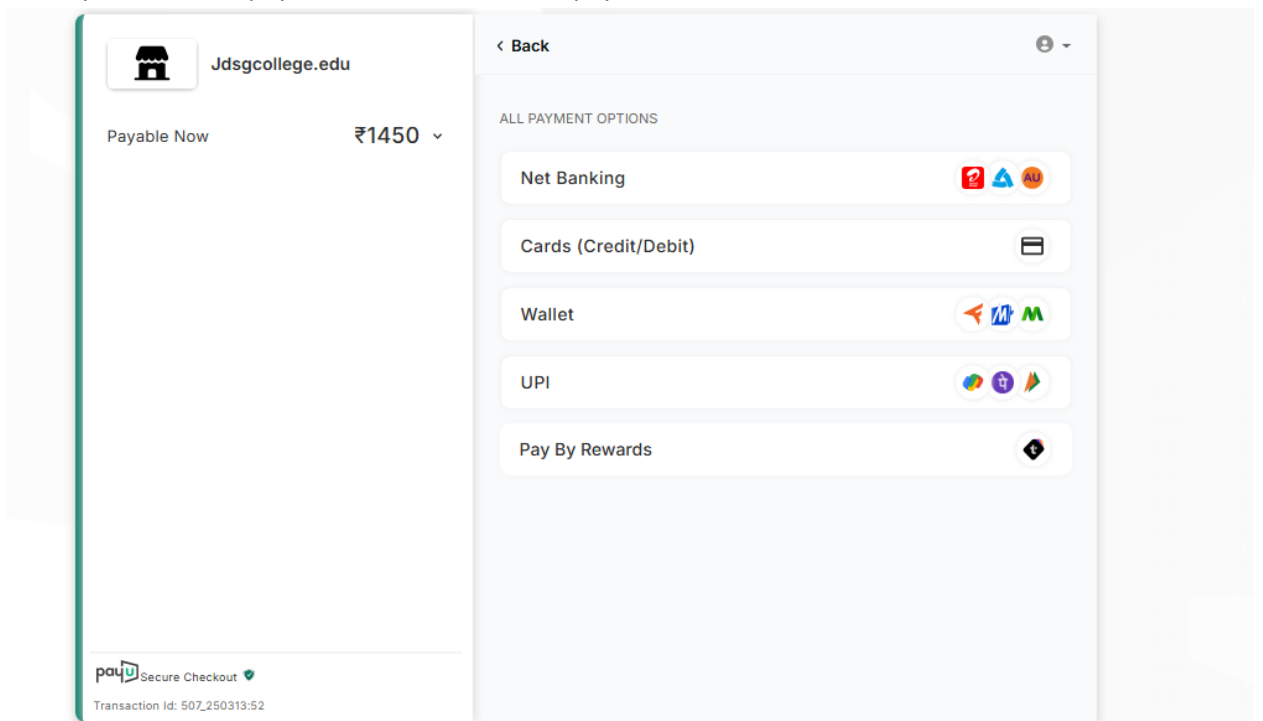 Jdsgcollege.edu
Payable Now ₹1450
payu Secure Checkout
Transaction Id: 507_250313:52
Back
ALL PAYMENT OPTIONS
Net Banking
AU
Cards (Credit/Debit)
Wallet
UPI
पे
Pay By Rewards
t